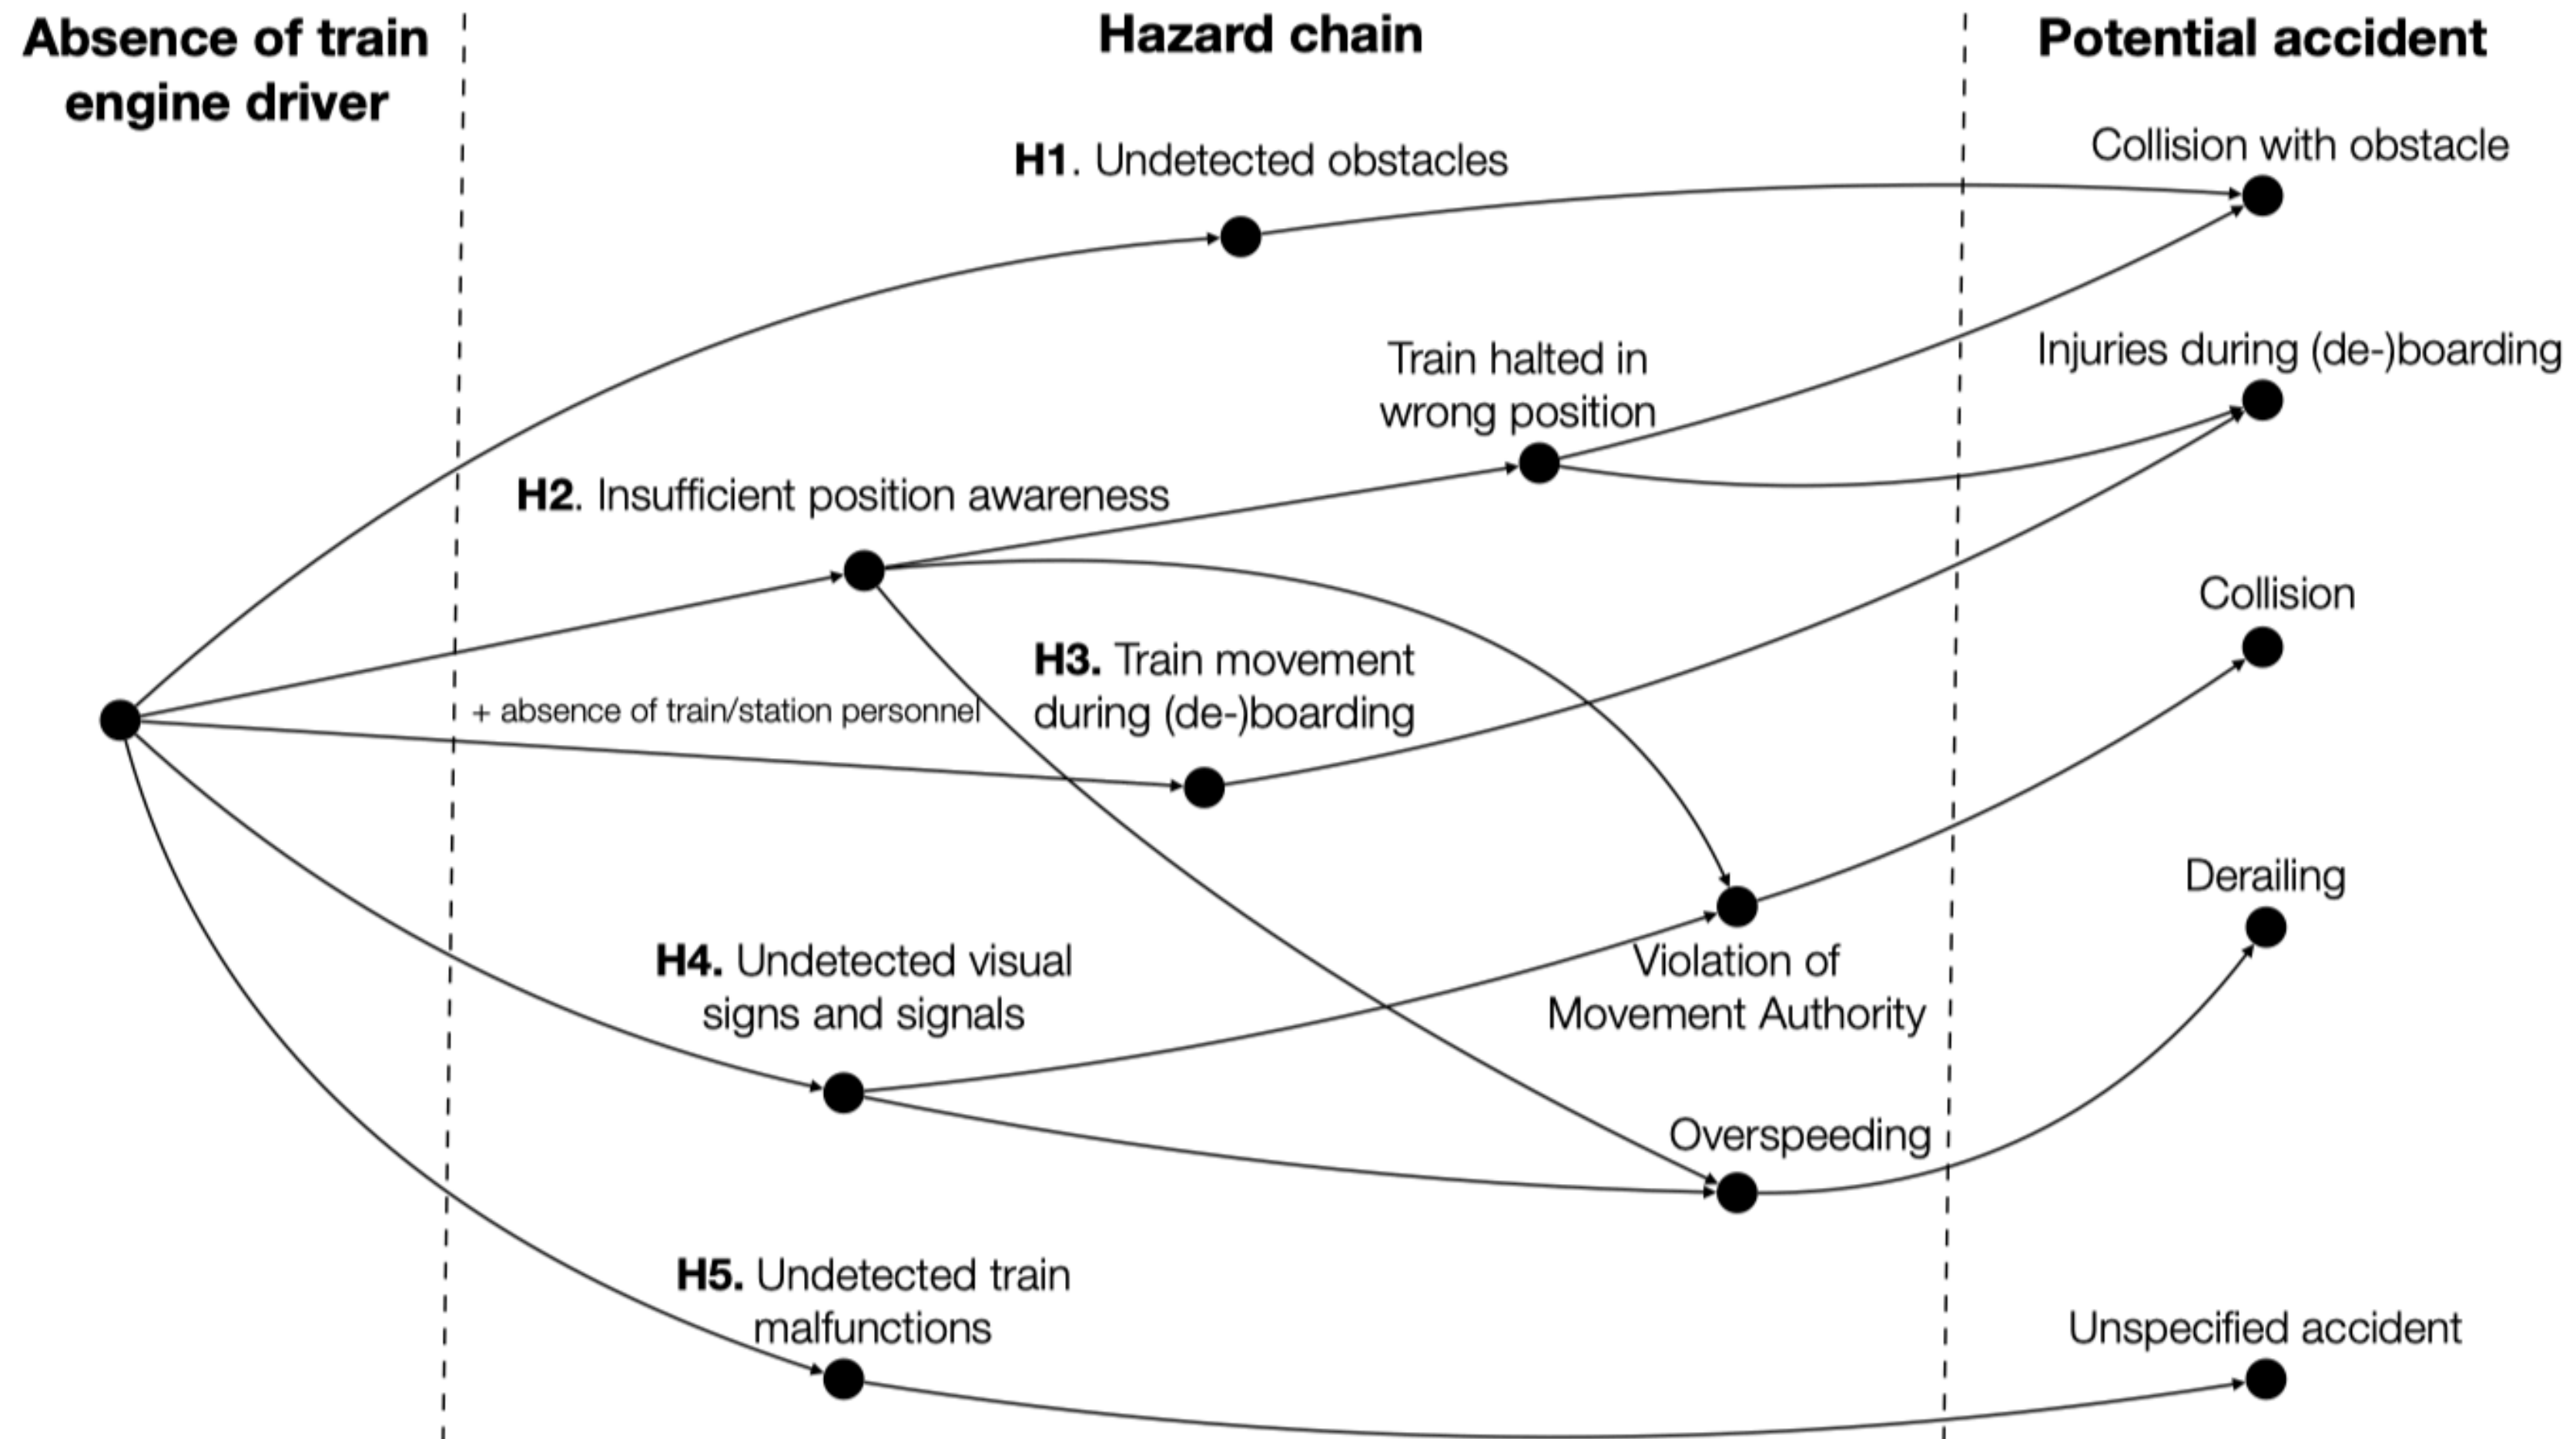 Absence of train
engine driver
Hazard chain
Potential accident
H1. Undetected obstacles
Collision with obstacle
Train halted in
wrong position
Injuries during (de-)boarding
H2. Insufficient position awareness
Collision
H3. Train movement
during (de-)boarding
+ absence of train/station personnel
Derailing
H4. Undetected visual
signs and signals
Violation of
Movement Authority
Overspeeding
H5. Undetected train
malfunctions
Unspecified accident